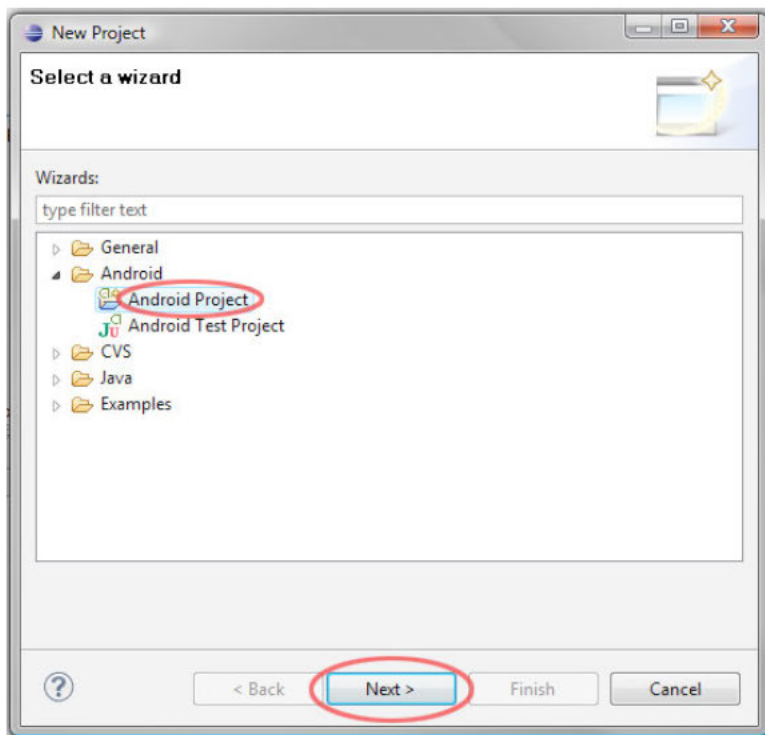 New Project
Select a wizard
Wizards:
type filter text
General
Android
Android Project
Android Test Project
CVS
Java
Examples
< Back Next > Finish Cancel